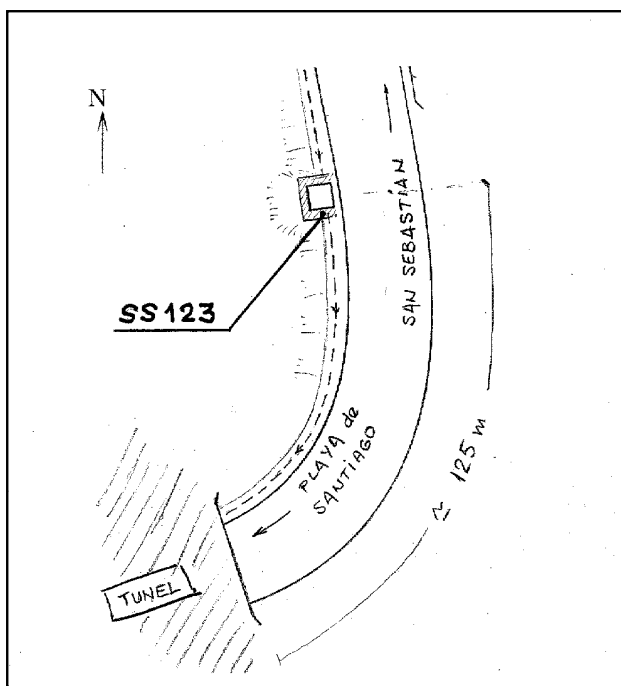 N
SS123
SAN SEBASTIÁN
PLAYA de
SANTIAGO
≃ 125 m
TUNEL